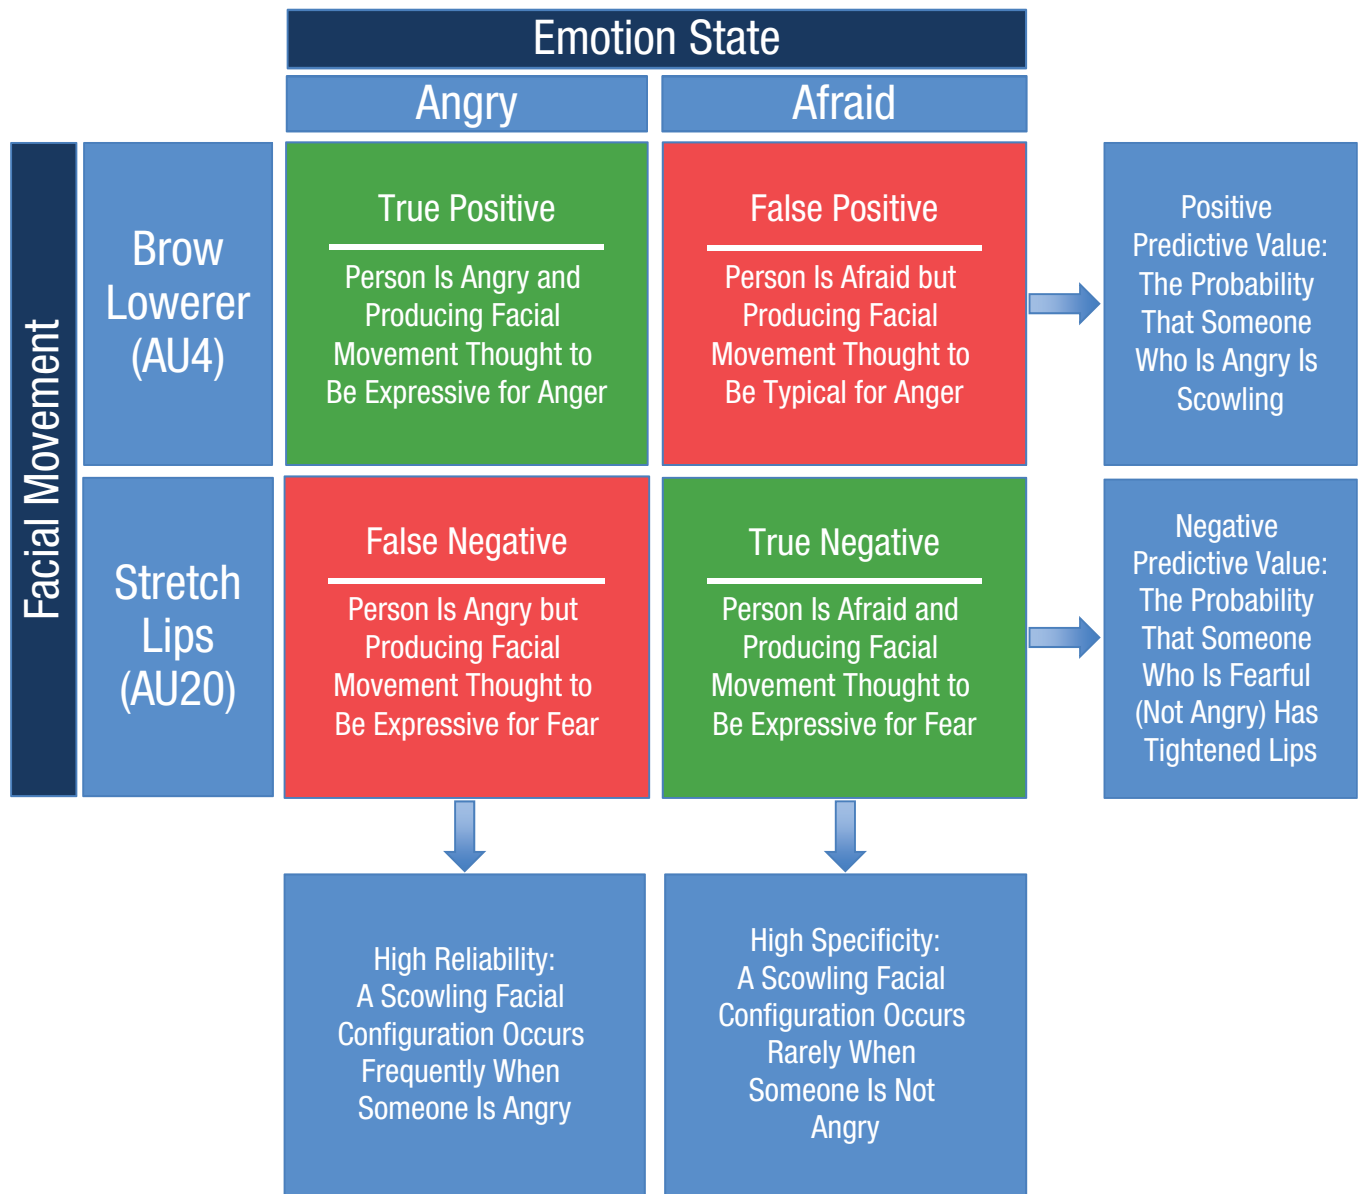 Emotion State
Angry
Afraid
Facial Movement
Brow
Lowerer
(AU4)
True Positive
Person Is Angry and
Producing Facial
Movement Thought to
Be Expressive for Anger
False Positive
Person Is Afraid but
Producing Facial
Movement Thought to
Be Typical for Anger
Positive
Predictive Value:
The Probability
That Someone
Who Is Angry Is
Scowling
Stretch
Lips
(AU20)
False Negative
Person Is Angry but
Producing Facial
Movement Thought to
Be Expressive for Fear
True Negative
Person Is Afraid and
Producing Facial
Movement Thought to
Be Expressive for Fear
Negative
Predictive Value:
The Probability
That Someone
Who Is Fearful
(Not Angry) Has
Tightened Lips
High Reliability:
A Scowling Facial
Configuration Occurs
Frequently When
Someone Is Angry
High Specificity:
A Scowling Facial
Configuration Occurs
Rarely When
Someone Is Not
Angry